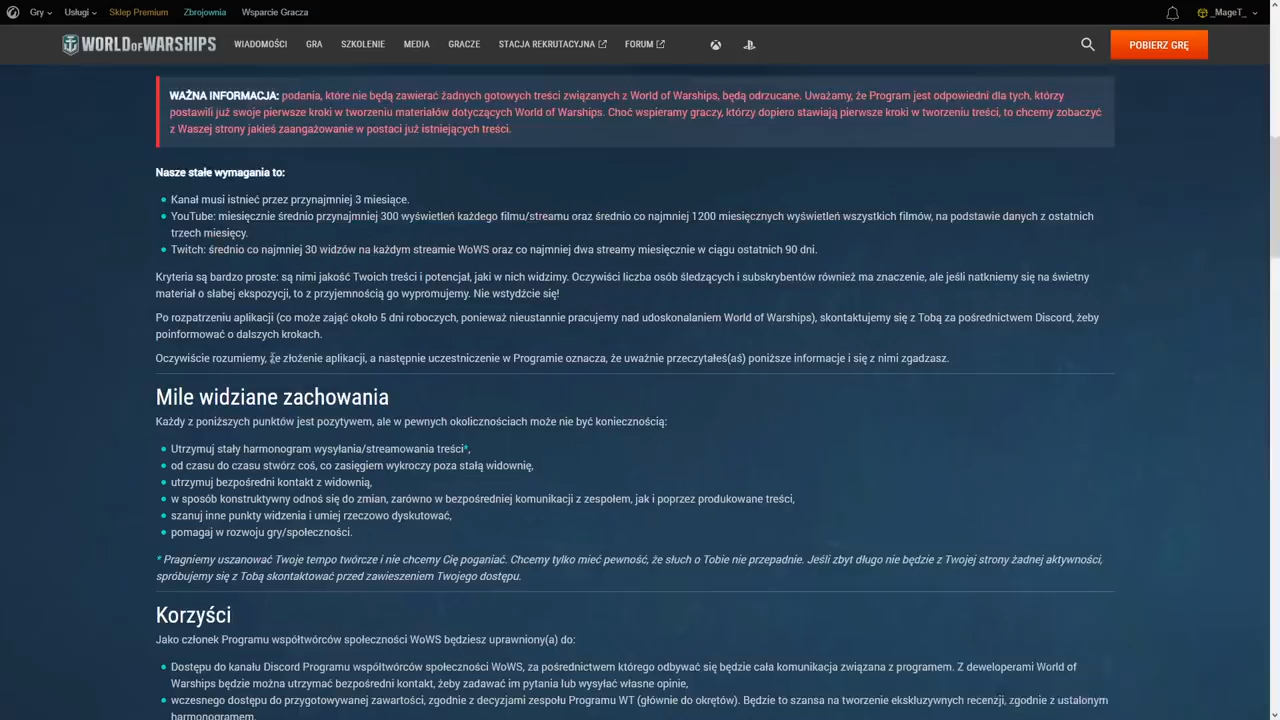 Gry Usługi Sklep Premium Zbrojownia Wsparcie Gracza _MageT_
WORLD OF WARSHIPS WIADOMOŚCI GRA SZKOLENIE MEDIA GRACZE STACJA REKRUTACYJNA FORUM POBIERZ GRĘ
WAŻNA INFORMACJA: podania, które nie będą zawierać żadnych gotowych treści związanych z World of Warships, będą odrzucane. Uważamy, że Program jest odpowiedni dla tych, którzy
postawili już swoje pierwsze kroki w tworzeniu materiałów dotyczących World of Warships. Choć wspieramy graczy, którzy dopiero stawiają pierwsze kroki w tworzeniu treści, to chcemy zobaczyć
z Waszej strony jakieś zaangażowanie w postaci już istniejących treści.
Nasze stałe wymagania to:
Kanał musi istnieć przez przynajmniej 3 miesiące.
YouTube: miesięcznie średnio przynajmniej 300 wyświetleń każdego filmu/streamu oraz średnio co najmniej 1200 miesięcznych wyświetleń wszystkich filmów, na podstawie danych z ostatnich
trzech miesięcy.
Twitch: średnio co najmniej 30 widzów na każdym streamie WoWS oraz co najmniej dwa streamy miesięcznie w ciągu ostatnich 90 dni.
Kryteria są bardzo proste: są nimi jakość Twoich treści i potencjał, jaki w nich widzimy. Oczywiści liczba osób śledzących i subskrybentów również ma znaczenie, ale jeśli natkniemy się na świetny
materiał o słabej ekspozycji, to z przyjemnością go wypromujemy. Nie wstydźcie się!
Po rozpatrzeniu aplikacji (co może zająć około 5 dni roboczych, ponieważ nieustannie pracujemy nad udoskonalaniem World of Warships), skontaktujemy się z Tobą za pośrednictwem Discord, żeby
poinformować o dalszych krokach.
Oczywiście rozumiemy, że złożenie aplikacji, a następnie uczestniczenie w Programie oznacza, że uważnie przeczytałeś(aś) poniższe informacje i się z nimi zgadzasz.
Mile widziane zachowania
Każdy z poniższych punktów jest pozytywem, ale w pewnych okolicznościach może nie być koniecznością:
Utrzymuj stały harmonogram wysyłania/streamowania treści*,
od czasu do czasu stwórz coś, co zasięgiem wykroczy poza stałą widownię,
utrzymuj bezpośredni kontakt z widownią,
w sposób konstruktywny odnoś się do zmian, zarówno w bezpośredniej komunikacji z zespołem, jak i poprzez produkowane treści,
szanuj inne punkty widzenia i umiej rzeczowo dyskutować,
pomagaj w rozwoju gry/społeczności.
* Pragniemy uszanować Twoje tempo twórcze i nie chcemy Cię poganiać. Chcemy tylko mieć pewność, że słuch o Tobie nie przepadnie. Jeśli zbyt długo nie będzie z Twojej strony żadnej aktywności,
spróbujemy się z Tobą skontaktować przed zawieszeniem Twojego dostępu.
Korzyści
Jako członek Programu współtwórców społeczności WoWS będziesz uprawniony(a) do:
Dostępu do kanału Discord Programu współtwórców społeczności WoWS, za pośrednictwem którego odbywać się będzie cała komunikacja związana z programem. Z deweloperami World of
Warships będzie można utrzymać bezpośredni kontakt, żeby zadawać im pytania lub wysyłać własne opinie,
wczesnego dostępu do przygotowywanej zawartości, zgodnie z decyzjami zespołu Programu WT (głównie do okrętów). Będzie to szansa na tworzenie ekskluzywnych recenzji, zgodnie z ustalonym
harmonogramem.